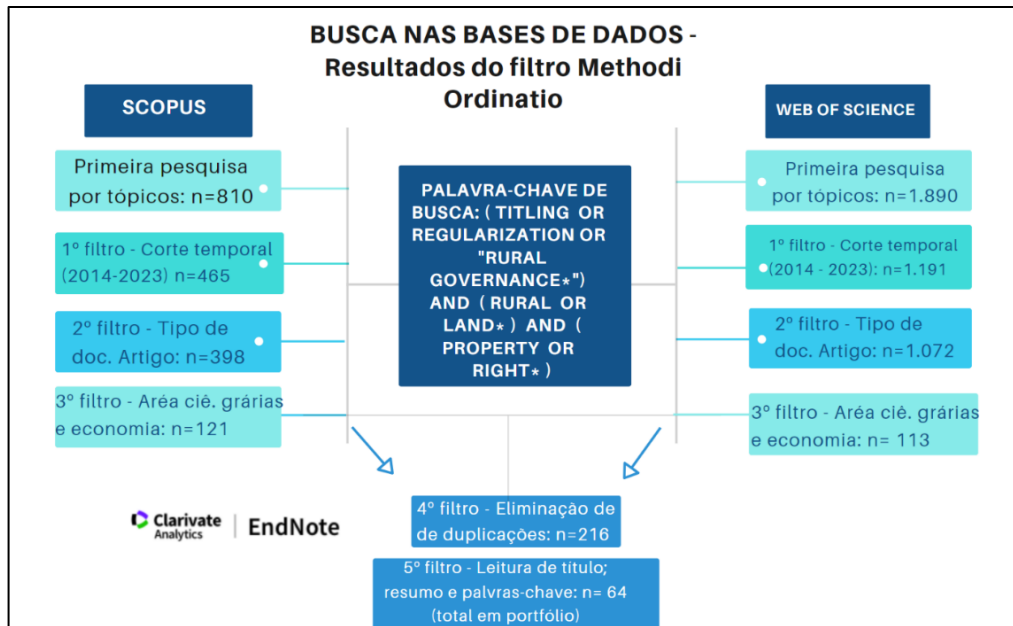 BUSCA NAS BASES DE DADOS -
Resultados do filtro Methodi
Ordinatio
SCOPUS
Primeira pesquisa
por tópicos: n=810
1º filtro - Corte temporal
(2014-2023) n=465
2º filtro - Tipo de
doc. Artigo: n=398
3º filtro - Aréa ciê. grárias
e economia: n=121
PALAVRA-CHAVE DE
BUSCA: ( TITLING OR
REGULARIZATION OR
"RURAL
GOVERNANCE*")
AND ( RURAL OR
LAND* ) AND (
PROPERTY OR
RIGHT* )
WEB OF SCIENCE
Primeira pesquisa
por tópicos: n=1.890
1º filtro - Corte temporal
(2014 - 2023): n=1.191
2º filtro - Tipo de
doc. Artigo: n=1.072
3º filtro - Aréa ciê. grárias
e economia: n= 113
Clarivate
Analytics
EndNote
4º filtro - Eliminação de
de duplicações: n=216
5º filtro - Leitura de título;
resumo e palvras-chave: n= 64
(total em portfólio)